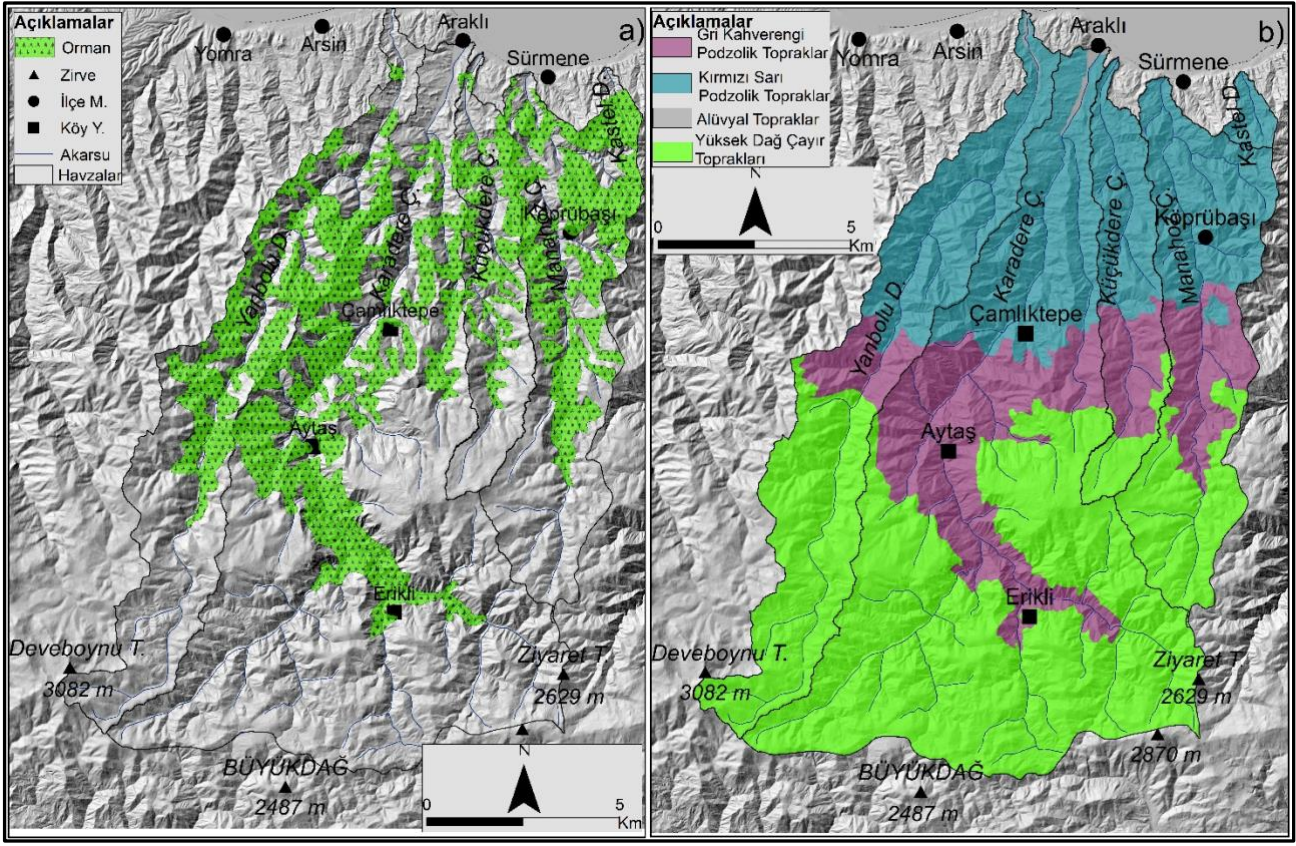 Açıklamalar
Orman
Zirve
İlçe M.
Köy Y.
Akarsu
Havzalar
Yomra
Arsin
Araklı
Sürmene
a)
Kastel D.
Köprübaşı
Manahoz Ç.
Küçükdere Ç.
Karadere Ç.
Yanbolu D.
Çamlıktepe
Aytaş
Erikli
Deveboynu T.
3082 m
Ziyaret T.
2629 m
BÜYÜKDAĞ
2487 m
N
0 5
Km
Açıklamalar
Gri Kahverengi
Podzolik Topraklar
Kırmızı Sarı
Podzolik Topraklar
Alüvyal Topraklar
Yüksek Dağ Çayır
Toprakları
N
0 5
Km
Yomra
Arsin
Araklı
Sürmene
b)
Kastel D.
Köprübaşı
Manahoz Ç.
Küçükdere Ç.
Karadere Ç.
Yanbolu D.
Çamlıktepe
Aytaş
Erikli
Deveboynu T.
3082 m
Ziyaret T.
2629 m
2870 m
BÜYÜKDAĞ
2487 m